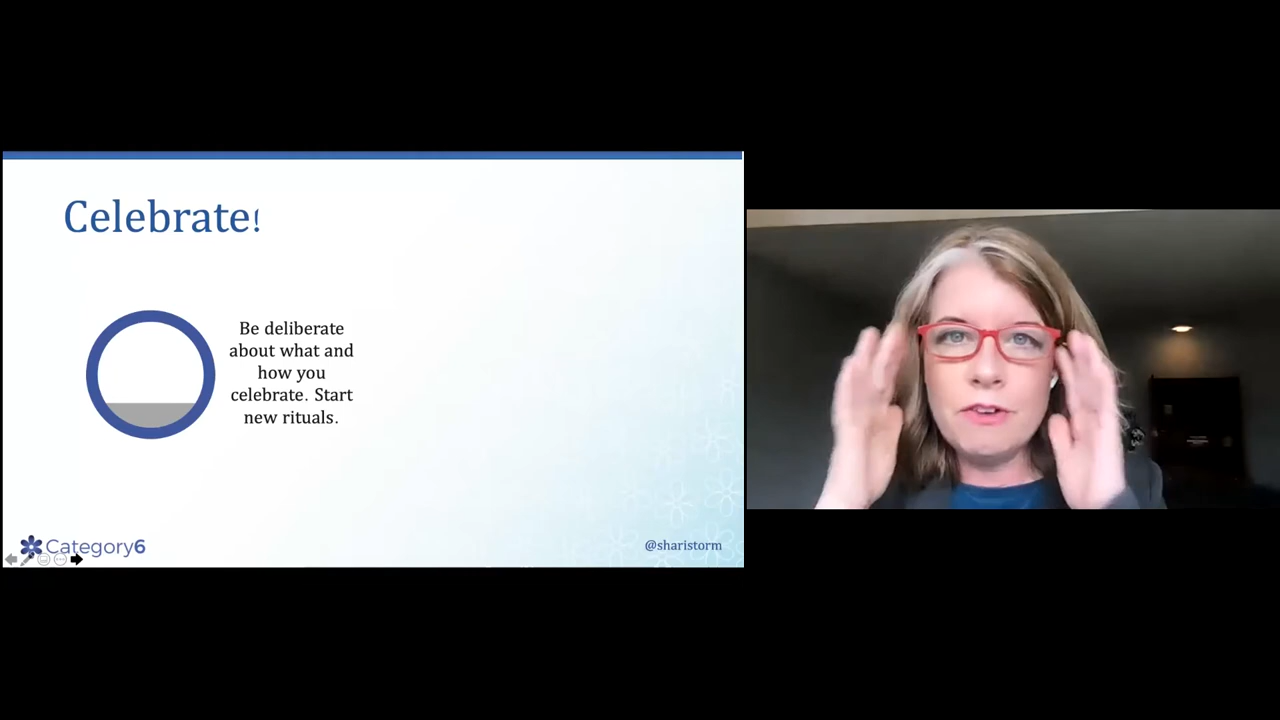 Celebrate!
Be deliberate
about what and
how you
celebrate. Start
new rituals.
Category6
@sharistorm